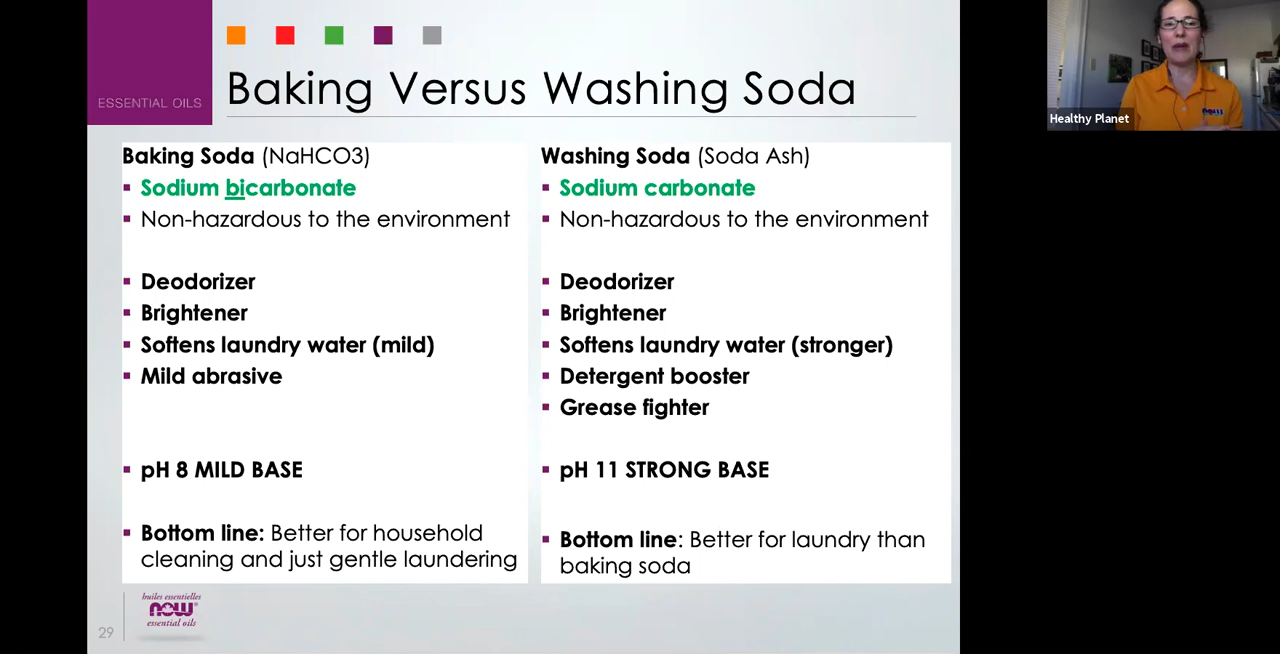 ESSENTIAL OILS
Baking Versus Washing Soda
Healthy Planet
Baking Soda (NaHCO3)
Sodium bicarbonate
Non-hazardous to the environment
Deodorizer
Brightener
Softens laundry water (mild)
Mild abrasive
pH 8 MILD BASE
Bottom line: Better for household
cleaning and just gentle laundering
Washing Soda (Soda Ash)
Sodium carbonate
Non-hazardous to the environment
Deodorizer
Brightener
Softens laundry water (stronger)
Detergent booster
Grease fighter
pH 11 STRONG BASE
Bottom line: Better for laundry than
baking soda
29
huiles essentielles
NOW®
essential oils